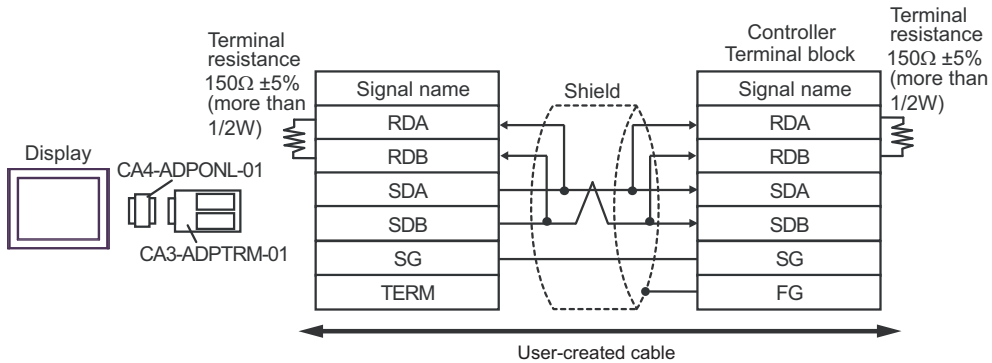 Terminal
resistance
150Ω ±5%
(more than
1/2W)
Display
CA4-ADPONL-01
CA3-ADPTRM-01
Signal name
RDA
RDB
SDA
SDB
SG
TERM
Shield
Controller
Terminal block
Signal name
RDA
RDB
SDA
SDB
SG
FG
Terminal
resistance
150Ω ±5%
(more than
1/2W)
User-created cable